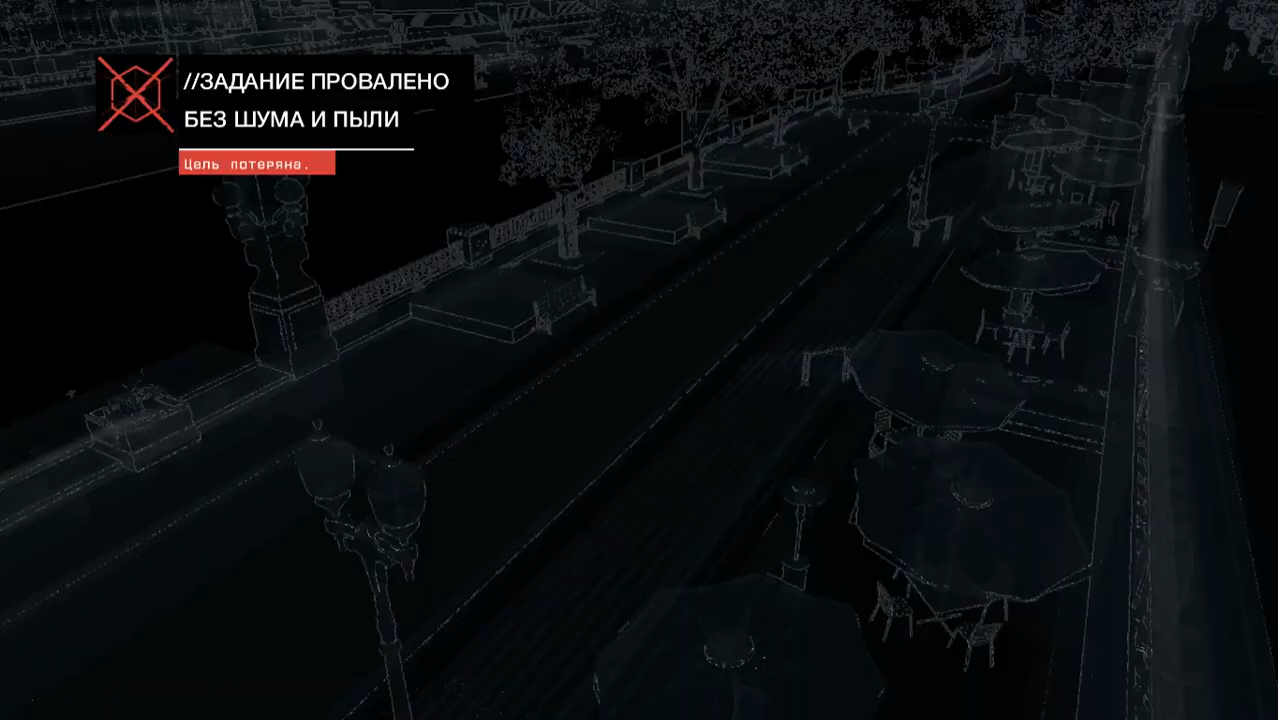 //ЗАДАНИЕ ПРОВАЛЕНО
БЕЗ ШУМА И ПЫЛИ
Цель потеряна.